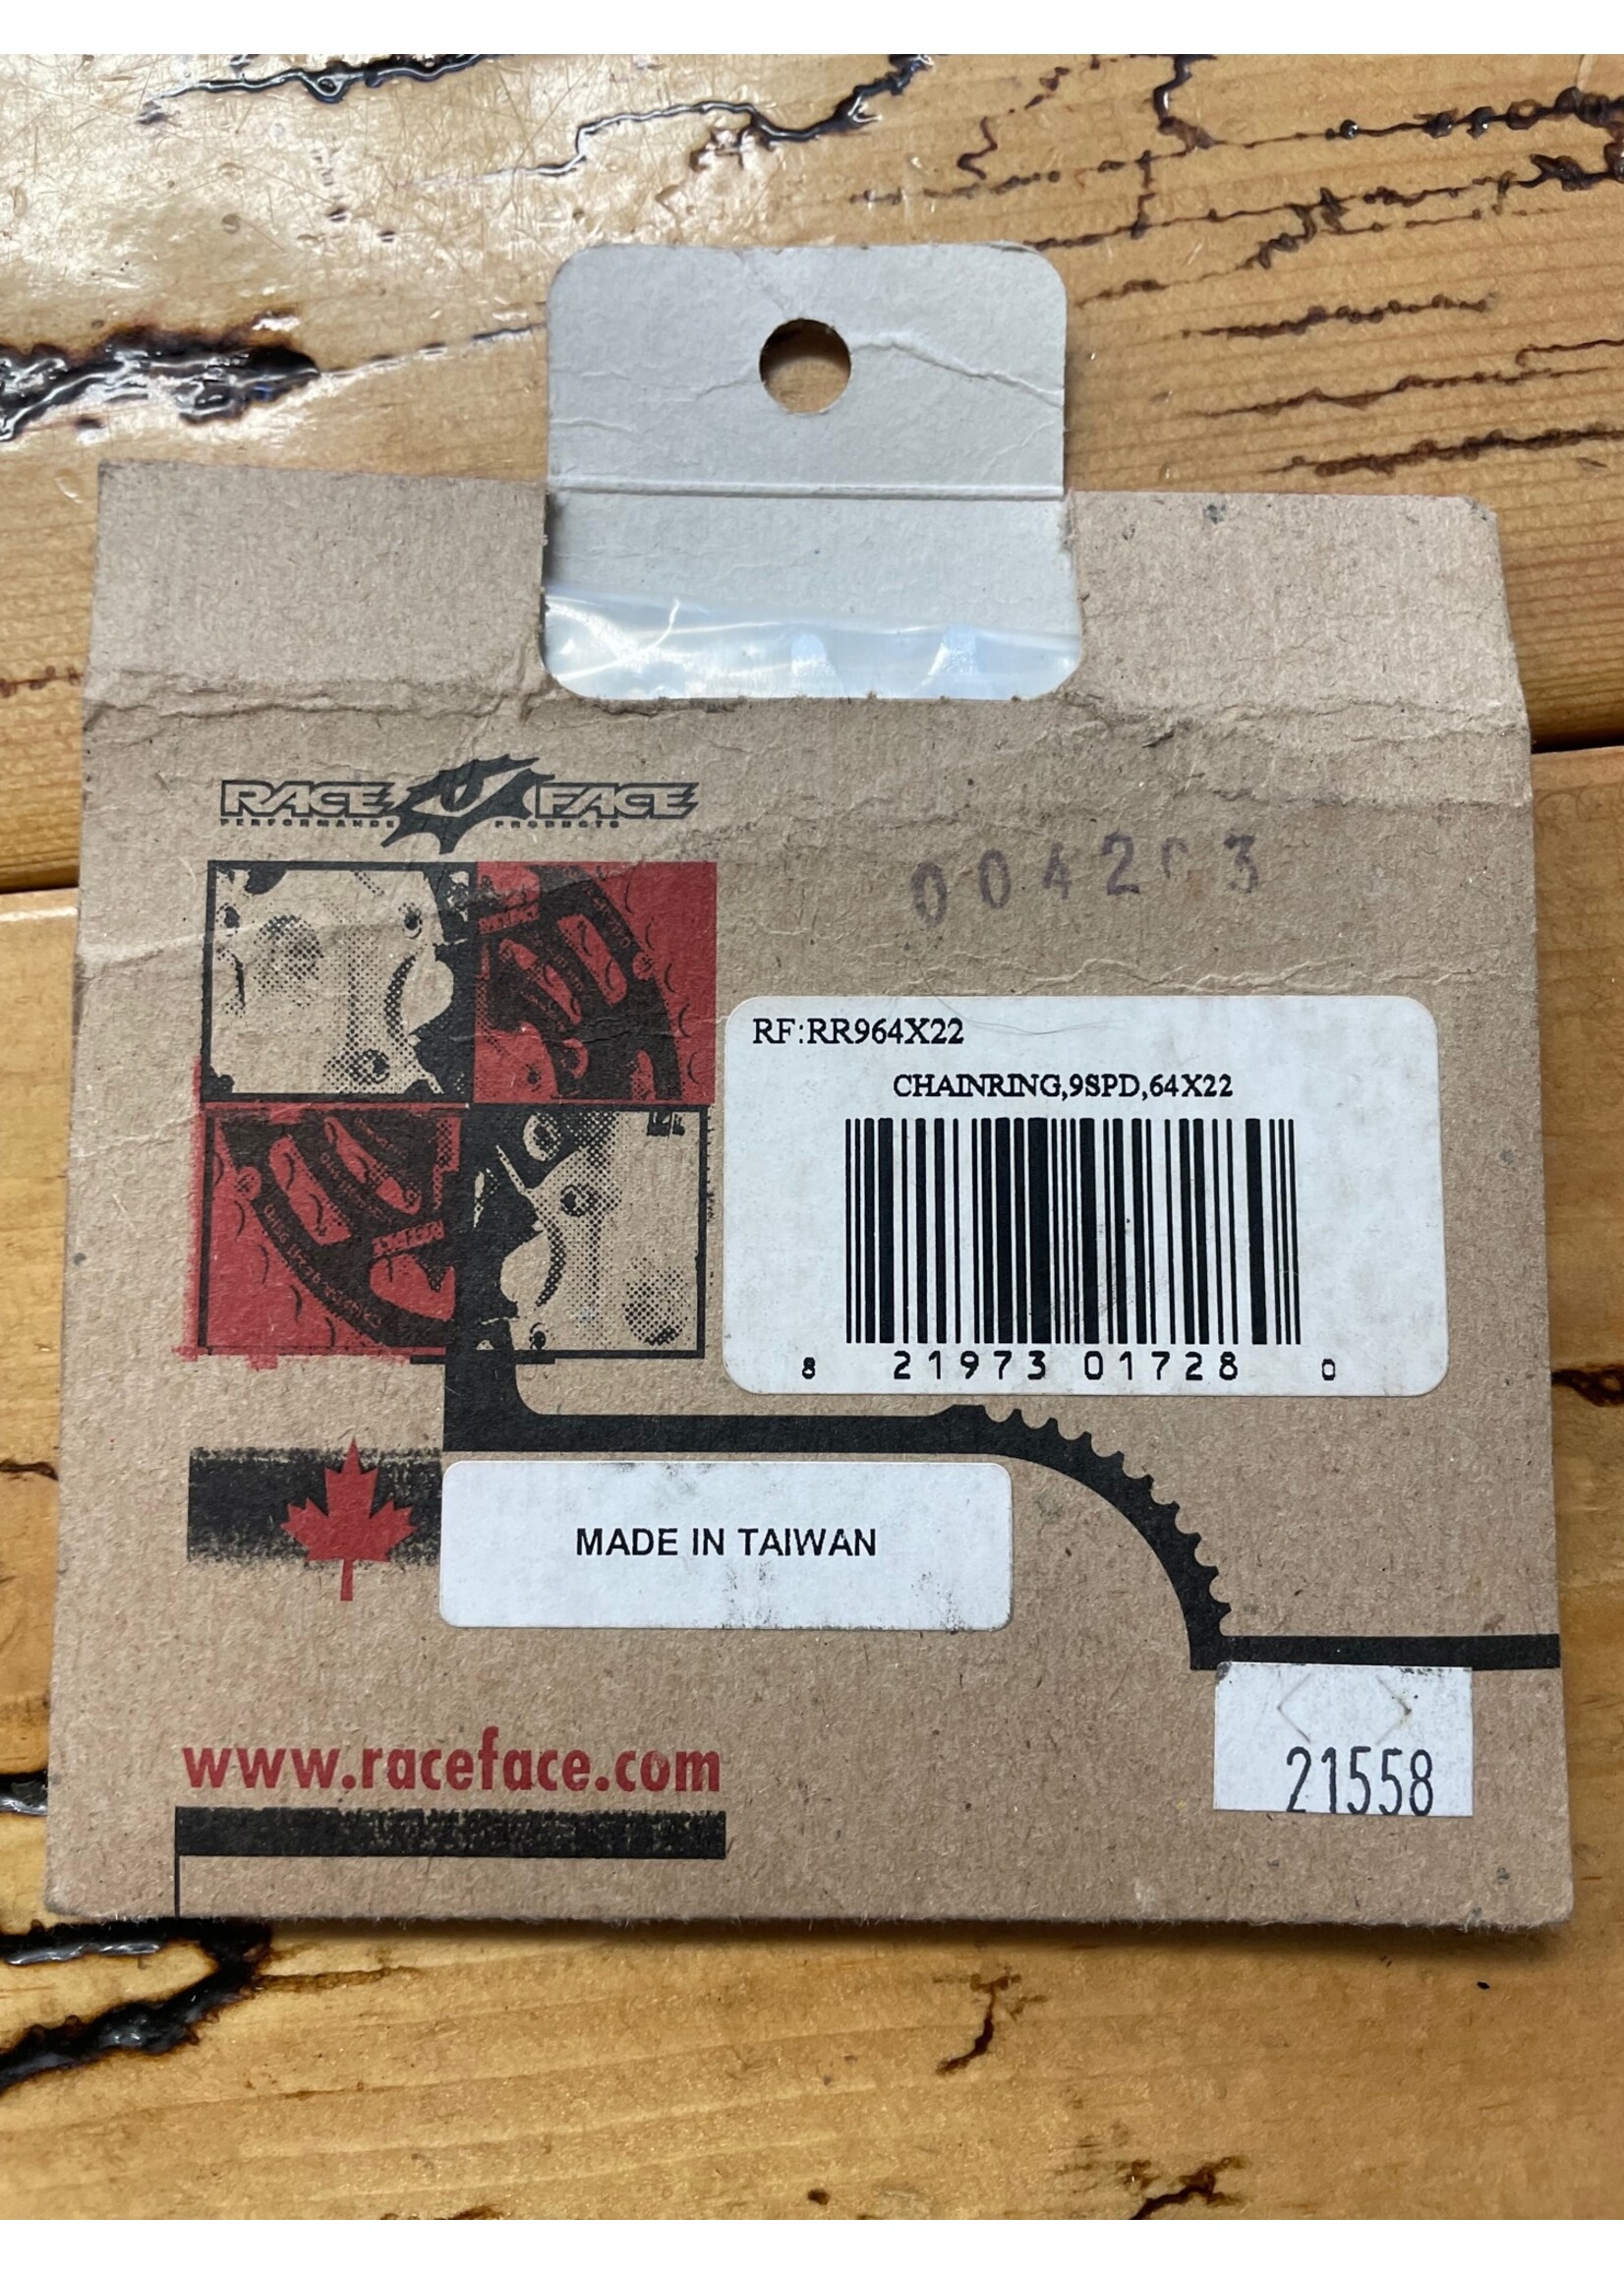 RACE FACE
PERFORMANCE PRODUCTS
RF:RR964X22
CHAINRING,9SPD,64X22
8 21973 01728 0
MADE IN TAIWAN
www.raceface.com
21558